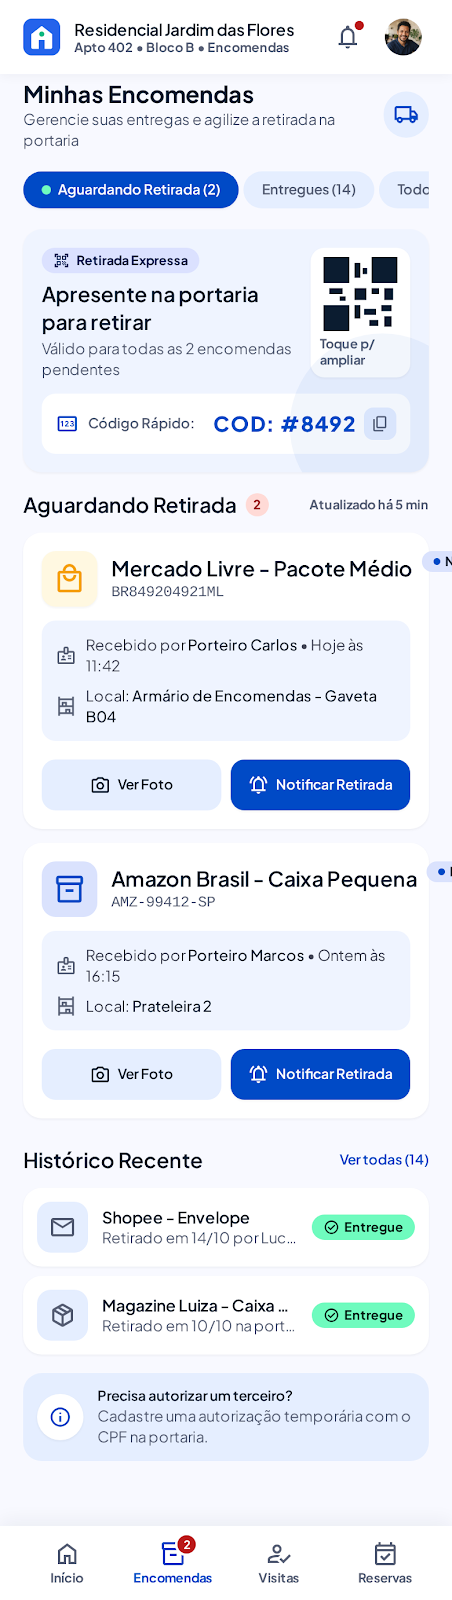 Residencial Jardim das Flores
Apto 402 • Bloco B • Encomendas
Minhas Encomendas
Gerencie suas entregas e agilize a retirada na
portaria
Aguardando Retirada (2)
Entregues (14)
Todo
Retirada Expressa
Apresente na portaria
para retirar
Válido para todas as 2 encomendas
pendentes
Toque p/
ampliar
123
Código Rápido:
COD: #8492
Aguardando Retirada
2
Atualizado há 5 min
Mercado Livre - Pacote Médio
BR849204921ML
Recebido por Porteiro Carlos • Hoje às
11:42
Local: Armário de Encomendas - Gaveta
B04
Ver Foto
Notificar Retirada
Amazon Brasil - Caixa Pequena
AMZ-99412-SP
Recebido por Porteiro Marcos • Ontem às
16:15
Local: Prateleira 2
Ver Foto
Notificar Retirada
Histórico Recente
Ver todas (14)
Shopee - Envelope
Retirado em 14/10 por Luc...
Entregue
Magazine Luiza - Caixa ...
Retirado em 10/10 na port...
Entregue
Precisa autorizar um terceiro?
Cadastre uma autorização temporária com o
CPF na portaria.
2
Início
Encomendas
Visitas
Reservas